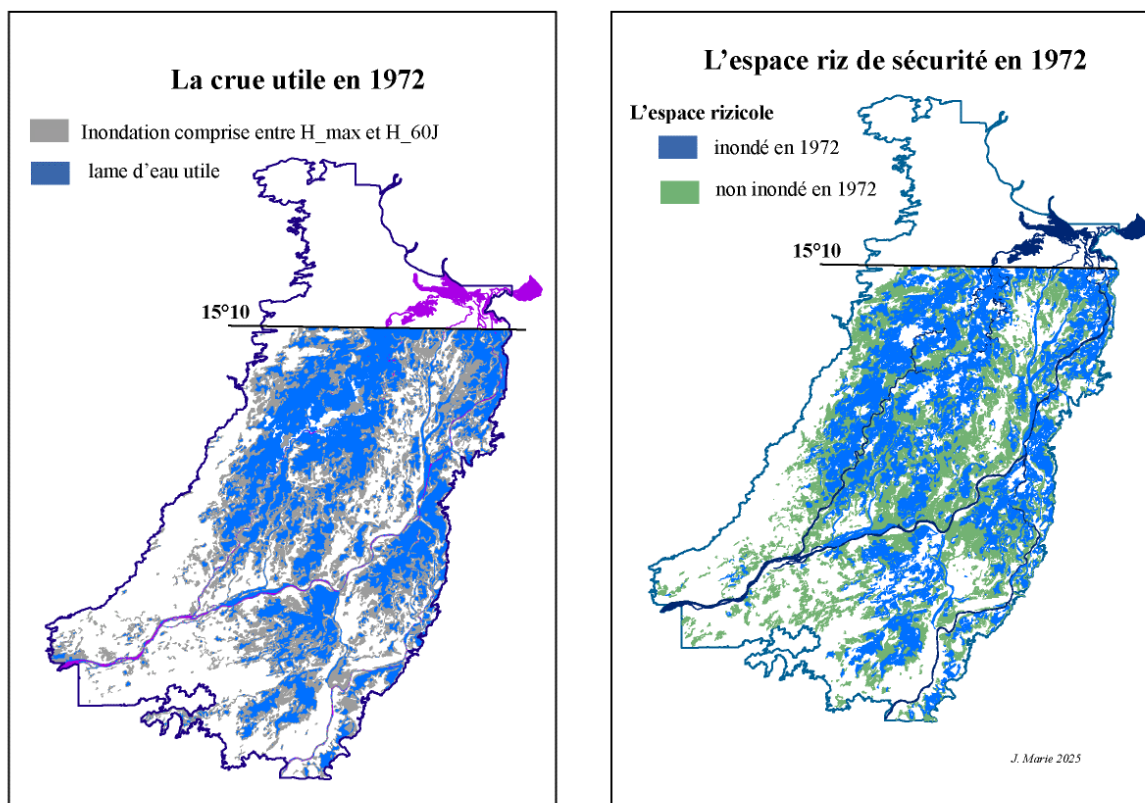 La crue utile en 1972
Inondation comprise entre H_max et H_60J
lame d'eau utile
15°10
L'espace riz de sécurité en 1972
L'espace rizicole
inondé en 1972
non inondé en 1972
15°10
J. Marie 2025